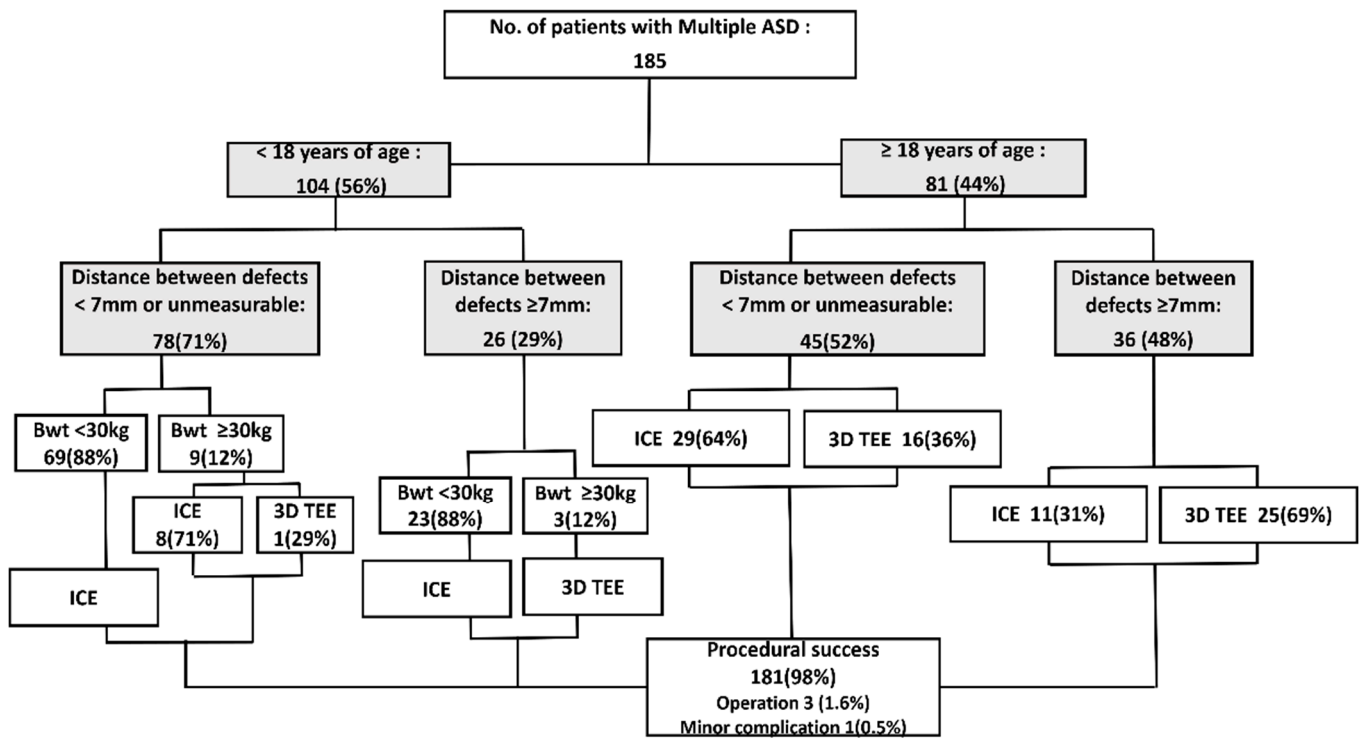 No. of patients with Multiple ASD :
185
< 18 years of age :
104 (56%)
≥ 18 years of age :
81 (44%)
Distance between defects
< 7mm or unmeasurable:
78(71%)
Distance between
defects ≥7mm:
26 (29%)
Distance between defects
< 7mm or unmeasurable:
45(52%)
Distance between
defects ≥7mm:
36 (48%)
Bwt <30kg
69(88%)
Bwt ≥30kg
9(12%)
ICE
8(71%)
3D TEE
1(29%)
ICE
Bwt <30kg
23(88%)
Bwt ≥30kg
3(12%)
ICE
3D TEE
ICE 29(64%)
3D TEE 16(36%)
ICE 11(31%)
3D TEE 25(69%)
Procedural success
181(98%)
Operation 3 (1.6%)
Minor complication 1(0.5%)